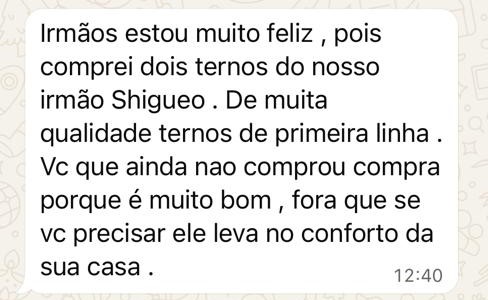 Irmãos estou muito feliz , pois
comprei dois ternos do nosso
irmão Shigueo . De muita
qualidade ternos de primeira linha .
Vc que ainda nao comprou compra
porque é muito bom , fora que se
vc precisar ele leva no conforto da
sua casa .
12:40